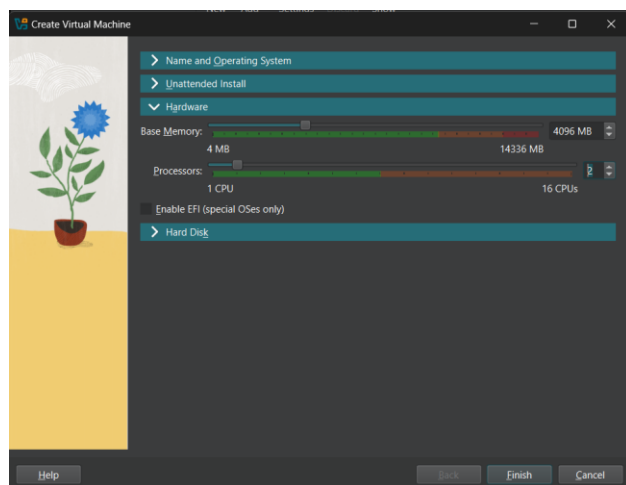 Create Virtual Machine
Name and Operating System
Unattended Install
Hardware
Base Memory: 4096 MB
4 MB 14336 MB
Processors: 2
1 CPU 16 CPUs
Enable EFI (special OSes only)
Hard Disk
Help Back Finish Cancel